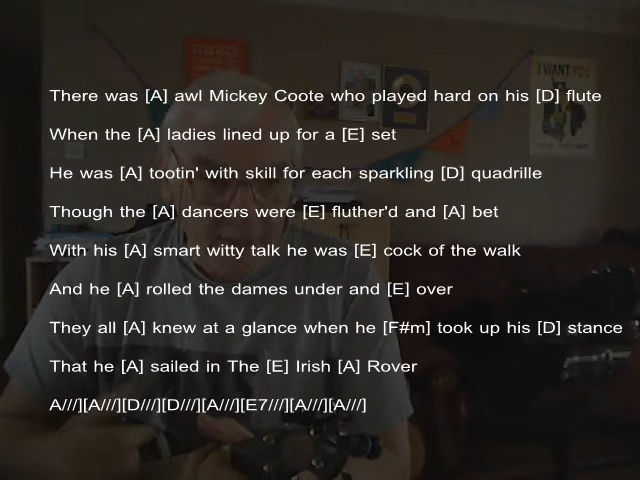 I WANT YOU
There was [A] awl Mickey Coote who played hard on his [D] flute
When the [A] ladies lined up for a [E] set
He was [A] tootin' with skill for each sparkling [D] quadrille
Though the [A] dancers were [E] fluther'd and [A] bet
With his [A] smart witty talk he was [E] cock of the walk
And he [A] rolled the dames under and [E] over
They all [A] knew at a glance when he [F#m] took up his [D] stance
That he [A] sailed in The [E] Irish [A] Rover
A///][A///][D///][D///][A///][E7///][A///][A///]